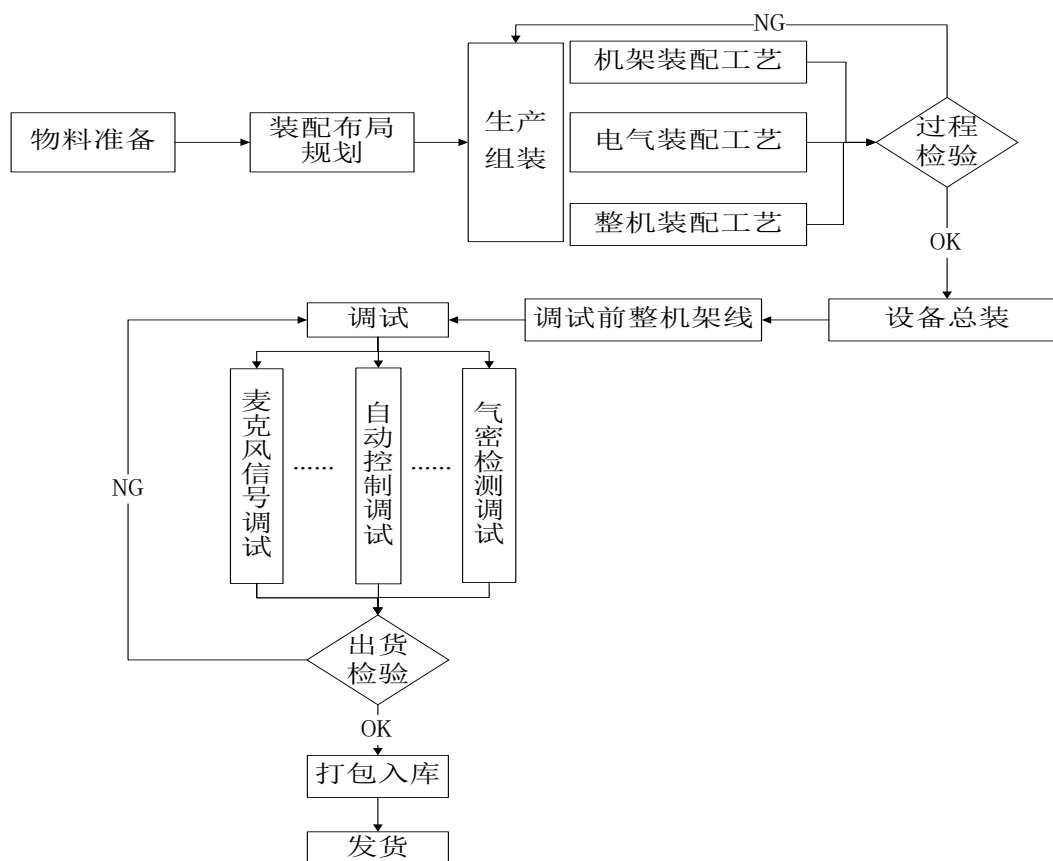 NG
机架装配工艺
物料准备
装配布局
规划
生产
组装
电气装配工艺
过程
检验
整机装配工艺
OK
调试
调试前整机架线
设备总装
麦克风信号调试
……
自动控制调试
……
气密检测调试
NG
出货
检验
OK
打包入库
发货